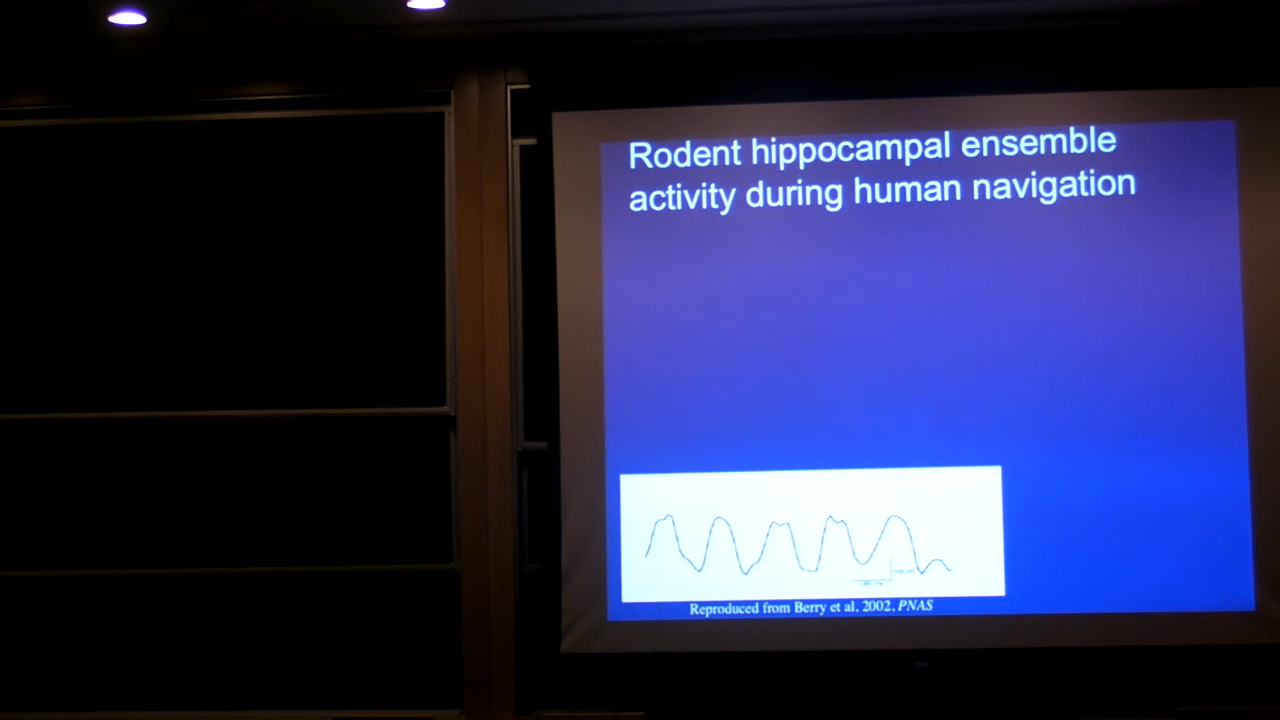 Rodent hippocampal ensemble
activity during human navigation
Reproduced from Berry et al, 2002, PNAS